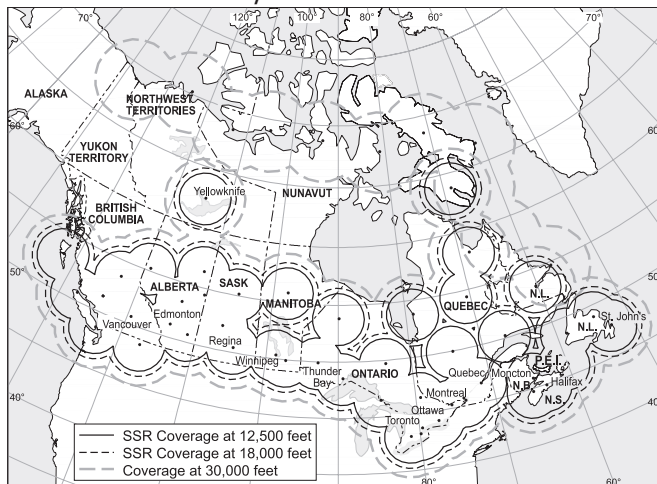 120° 100° 80° 60° 70°
ALASKA
NORTHWEST
TERRITORIES
60°
YUKON
TERRITORY
60°
Yellowknife
NUNAVUT
BRITISH
COLUMBIA
50°
50°
ALBERTA
SASK
MANITOBA
QUEBEC
N.L.
N.L.
St. John's
Edmonton
Vancouver
Regina
Winnipeg
Thunder
Bay
ONTARIO
Quebec
Moncton
P.E.I.
Halifax
N.B.
N.S.
Montreal
Ottawa
Toronto
40°
40°
80°
70°
60°
SSR Coverage at 12,500 feet
SSR Coverage at 18,000 feet
Coverage at 30,000 feet